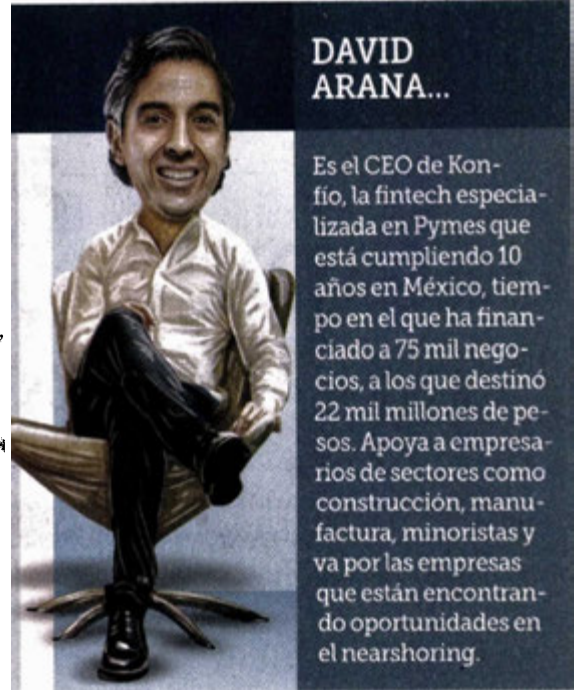 DAVID
ARANA...
Es el CEO de Kon-
fío, la fintech especia-
lizada en Pymes que
está cumpliendo 10
años en México, tiem-
po en el que ha finan-
ciado a 75 mil nego-
cios, a los que destinó
22 mil millones de pe-
sos. Apoya a empresa-
rios de sectores como
construcción, manu-
factura, minoristas y
va por las empresas
que están encontran-
do oportunidades en
el nearshoring.